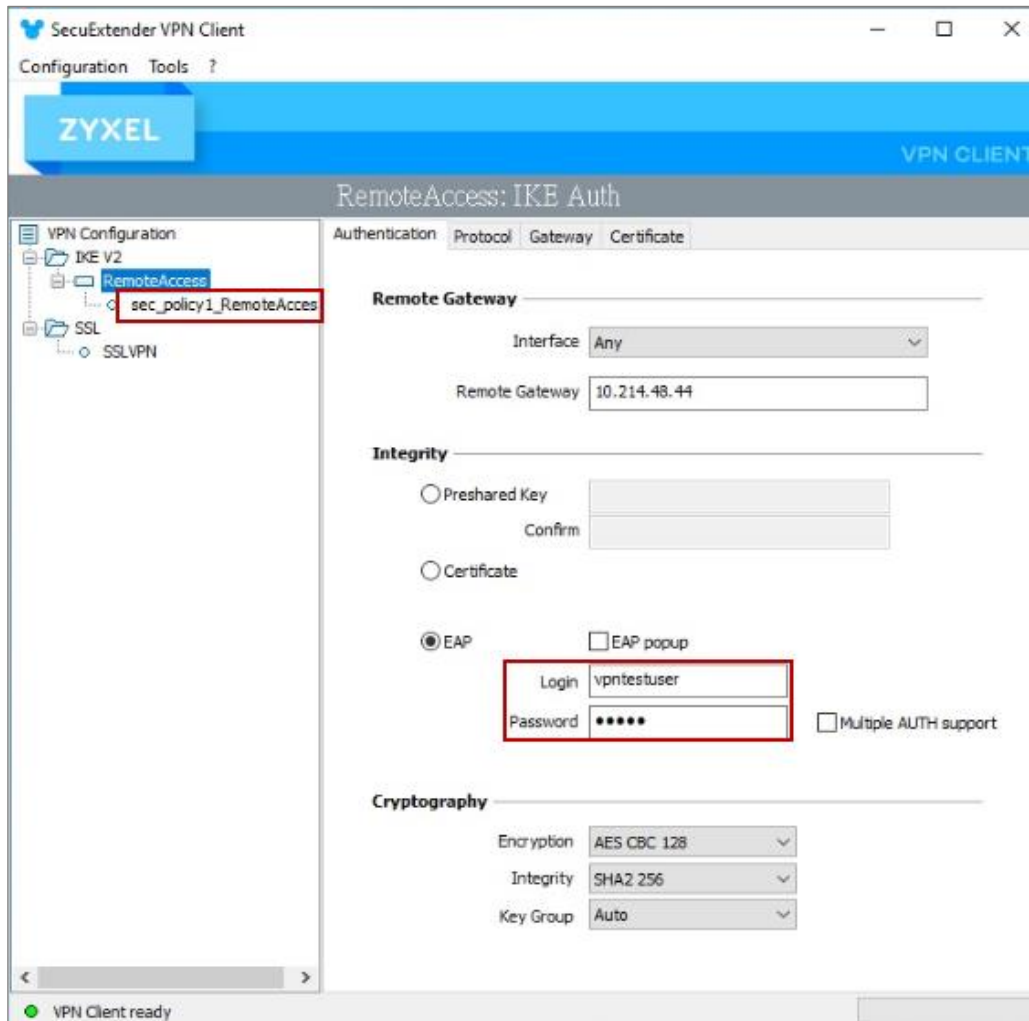 SecuExtender VPN Client
Configuration Tools ?
ZYXEL
VPN CLIENT
RemoteAccess: IKE Auth
VPN Configuration
IKE V2
RemoteAccess
sec_policy1_RemoteAcces
SSL
SSLVPN
Authentication Protocol Gateway Certificate
Remote Gateway
Interface Any
Remote Gateway 10.214.48.44
Integrity
Preshared Key
Confirm
Certificate
EAP EAP popup
Login vpntestuser
Password •••••
Multiple AUTH support
Cryptography
Encryption AES CBC 128
Integrity SHA2 256
Key Group Auto
VPN Client ready